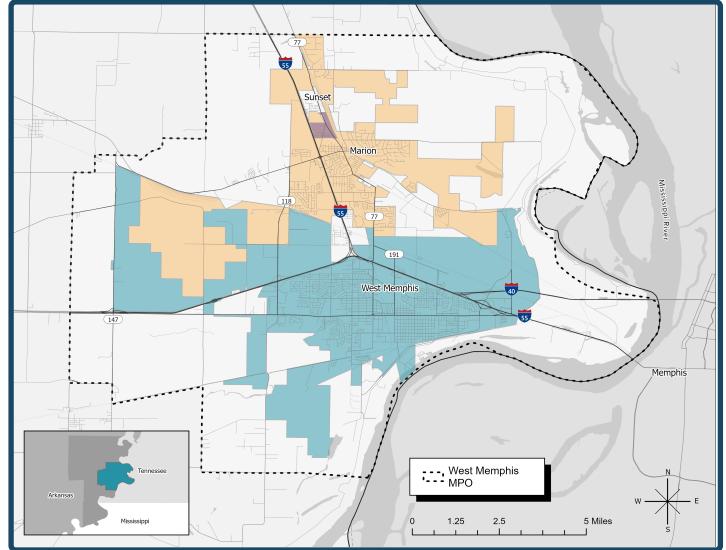 77
55
Sunset
Marion
118
55
77
191
West Memphis
40
55
147
Mississippi River
Memphis
Tennessee
Arkansas
Mississippi
West Memphis
MPO
N
W E
S
0 1.25 2.5 5 Miles